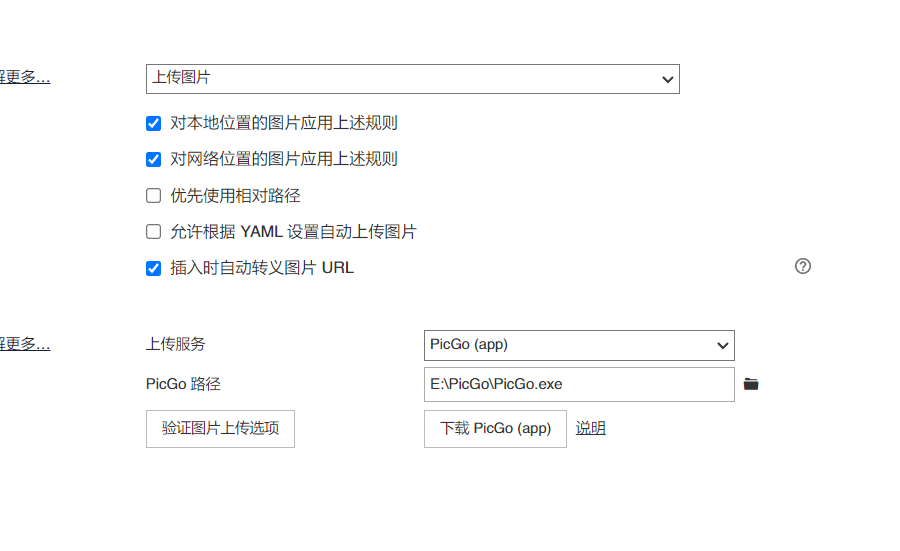 解更多… 上传图片
对本地位置的图片应用上述规则
对网络位置的图片应用上述规则
优先使用相对路径
允许根据 YAML 设置自动上传图片
插入时自动转义图片 URL
解更多… 上传服务 PicGo (app)
PicGo 路径 E:\PicGo\PicGo.exe
验证图片上传选项 下载 PicGo (app) 说明